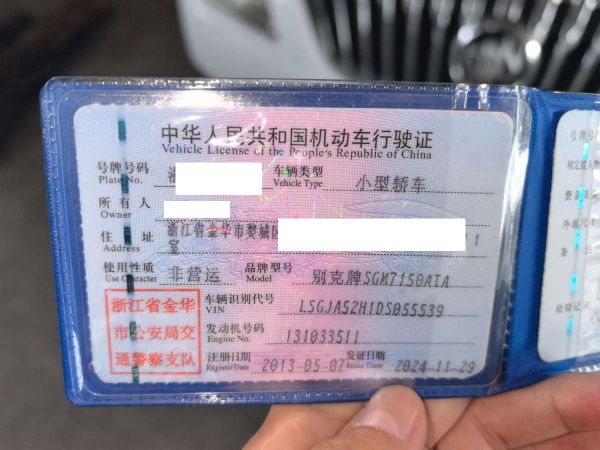 中华人民共和国机动车行驶证
Vehicle License of the People's Republic of China
号牌号码 车辆类型 小型轿车
Plate No. Vehicle Type
所有人
Owner
住址 浙江省金华市婺城区 1
Address 室
使用性质 非营运 品牌型号 别克牌SGM7150ATA
Use Character Model
浙江省金华
市公安局交
通警察支队
车辆识别代号 LSGJA52H1DS055539
VIN
发动机号码 131033511
Engine No.
注册日期 2013-05-07 发证日期 2024-11-29
Register Date Issue Date